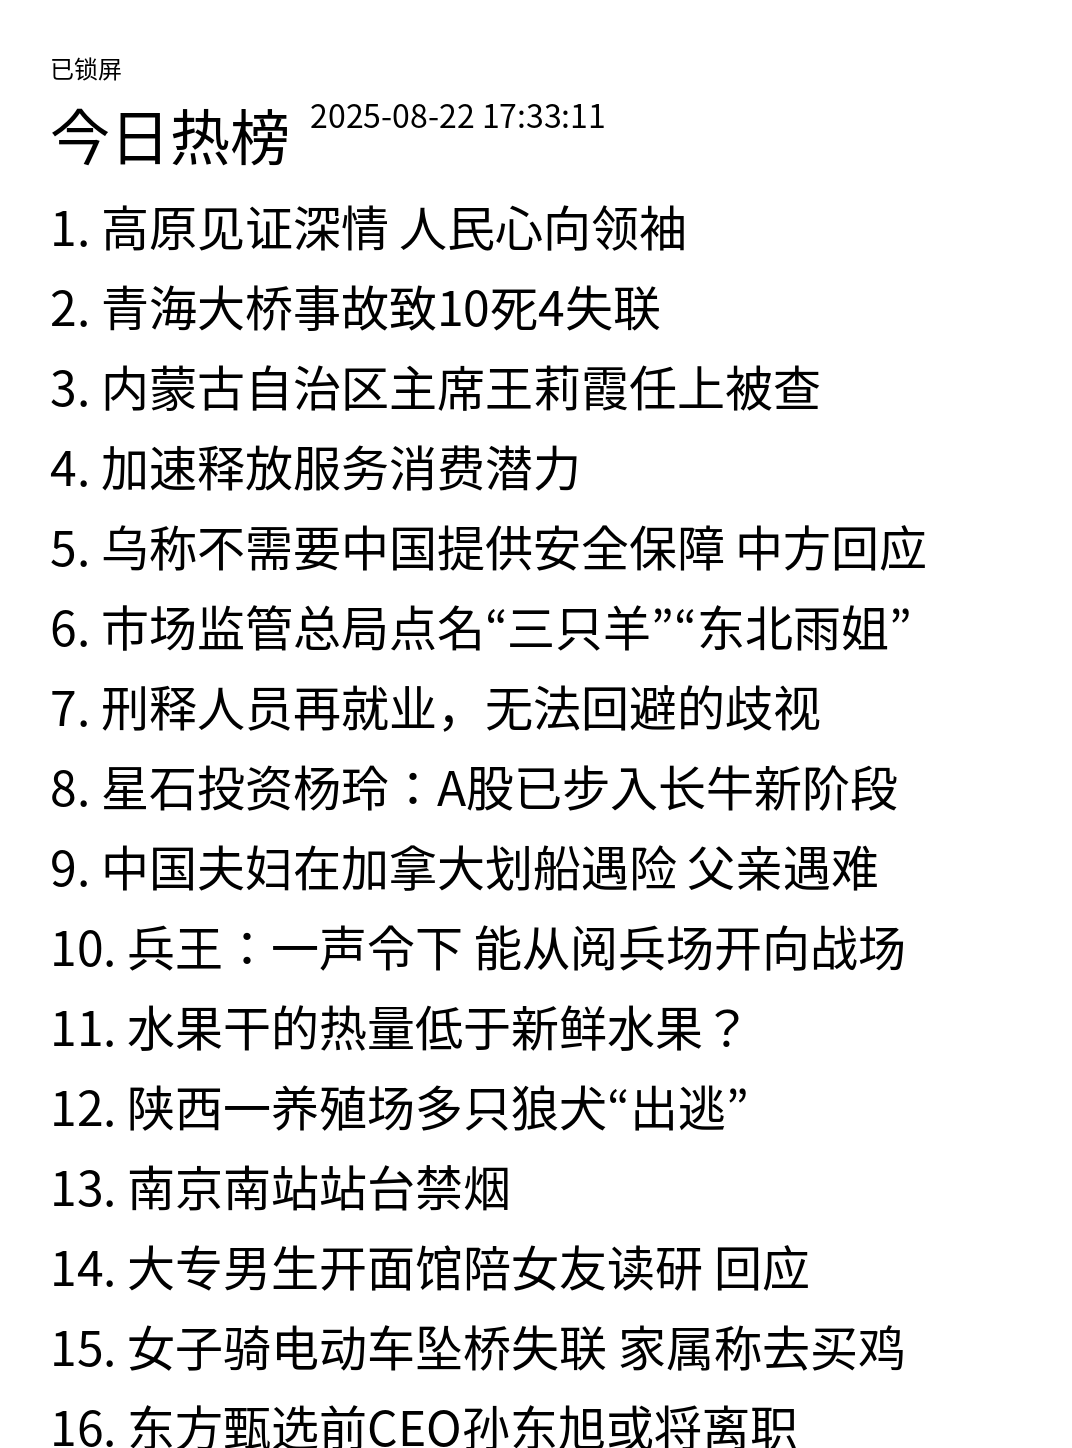 已锁屏
今日热榜 2025-08-22 17:33:11
1. 高原见证深情 人民心向领袖
2. 青海大桥事故致10死4失联
3. 内蒙古自治区主席王莉霞任上被查
4. 加速释放服务消费潜力
5. 乌称不需要中国提供安全保障 中方回应
6. 市场监管总局点名“三只羊”“东北雨姐”
7. 刑释人员再就业，无法回避的歧视
8. 星石投资杨玲：A股已步入长牛新阶段
9. 中国夫妇在加拿大划船遇险 父亲遇难
10. 兵王：一声令下 能从阅兵场开向战场
11. 水果干的热量低于新鲜水果？
12. 陕西一养殖场多只狼犬“出逃”
13. 南京南站站台禁烟
14. 大专男生开面馆陪女友读研 回应
15. 女子骑电动车坠桥失联 家属称去买鸡
16. 东方甄选前CEO孙东旭或将离职